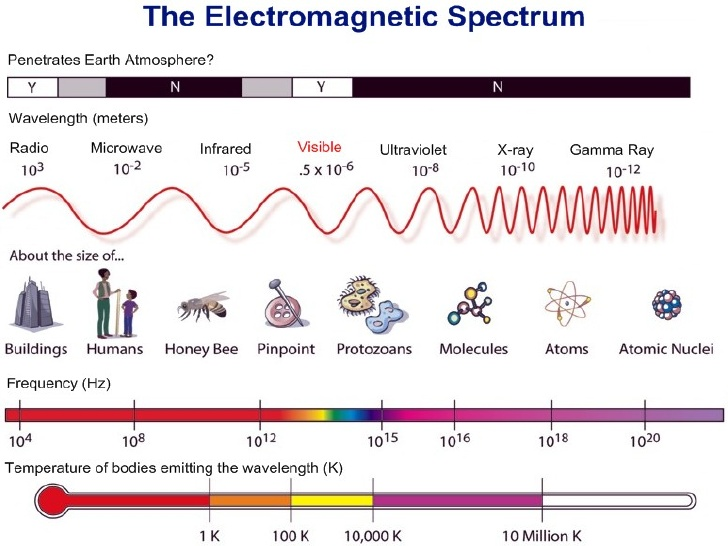 The Electromagnetic Spectrum
Penetrates Earth Atmosphere?
Y N Y N
Wavelength (meters)
Radio Microwave Infrared Visible Ultraviolet X-ray Gamma Ray
10³ 10⁻² 10⁻⁵ .5 x 10⁻⁶ 10⁻⁸ 10⁻¹⁰ 10⁻¹²
About the size of...
Buildings Humans Honey Bee Pinpoint Protozoans Molecules Atoms Atomic Nuclei
Frequency (Hz)
10⁴ 10⁸ 10¹² 10¹⁵ 10¹⁶ 10¹⁸ 10²⁰
Temperature of bodies emitting the wavelength (K)
1 K 100 K 10,000 K 10 Million K